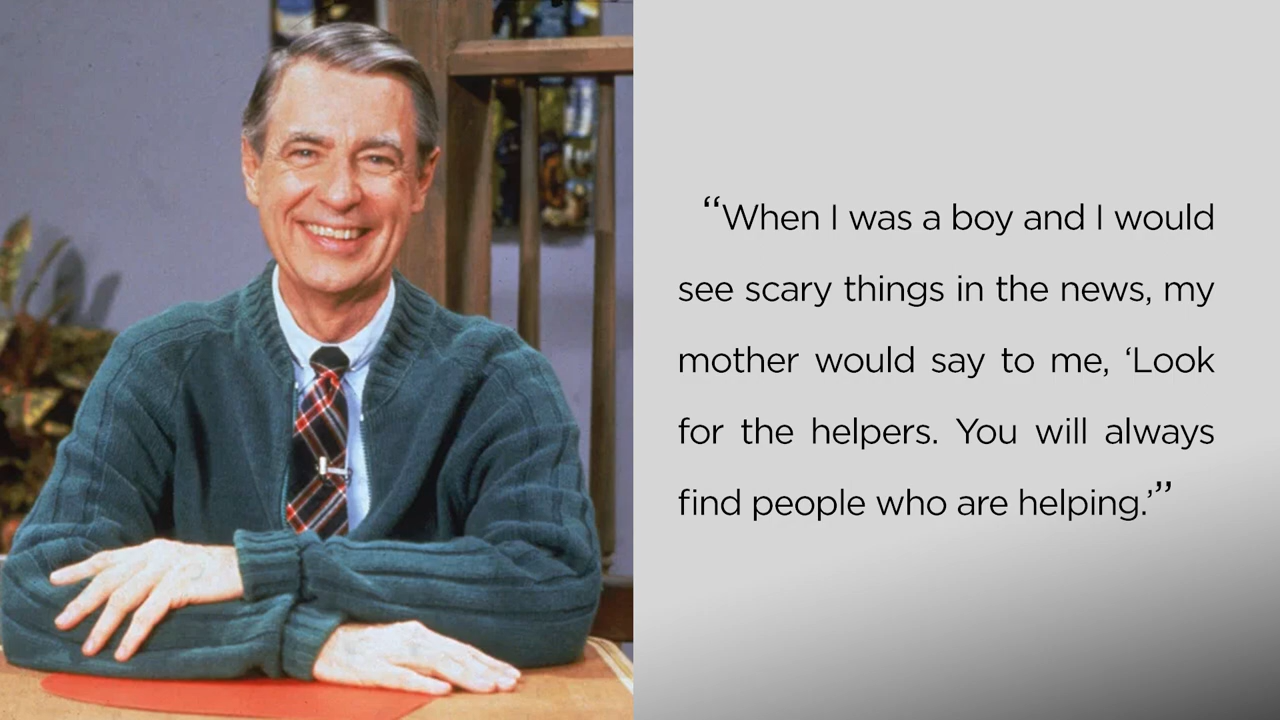 “When I was a boy and I would
see scary things in the news, my
mother would say to me, ‘Look
for the helpers. You will always
find people who are helping.’”